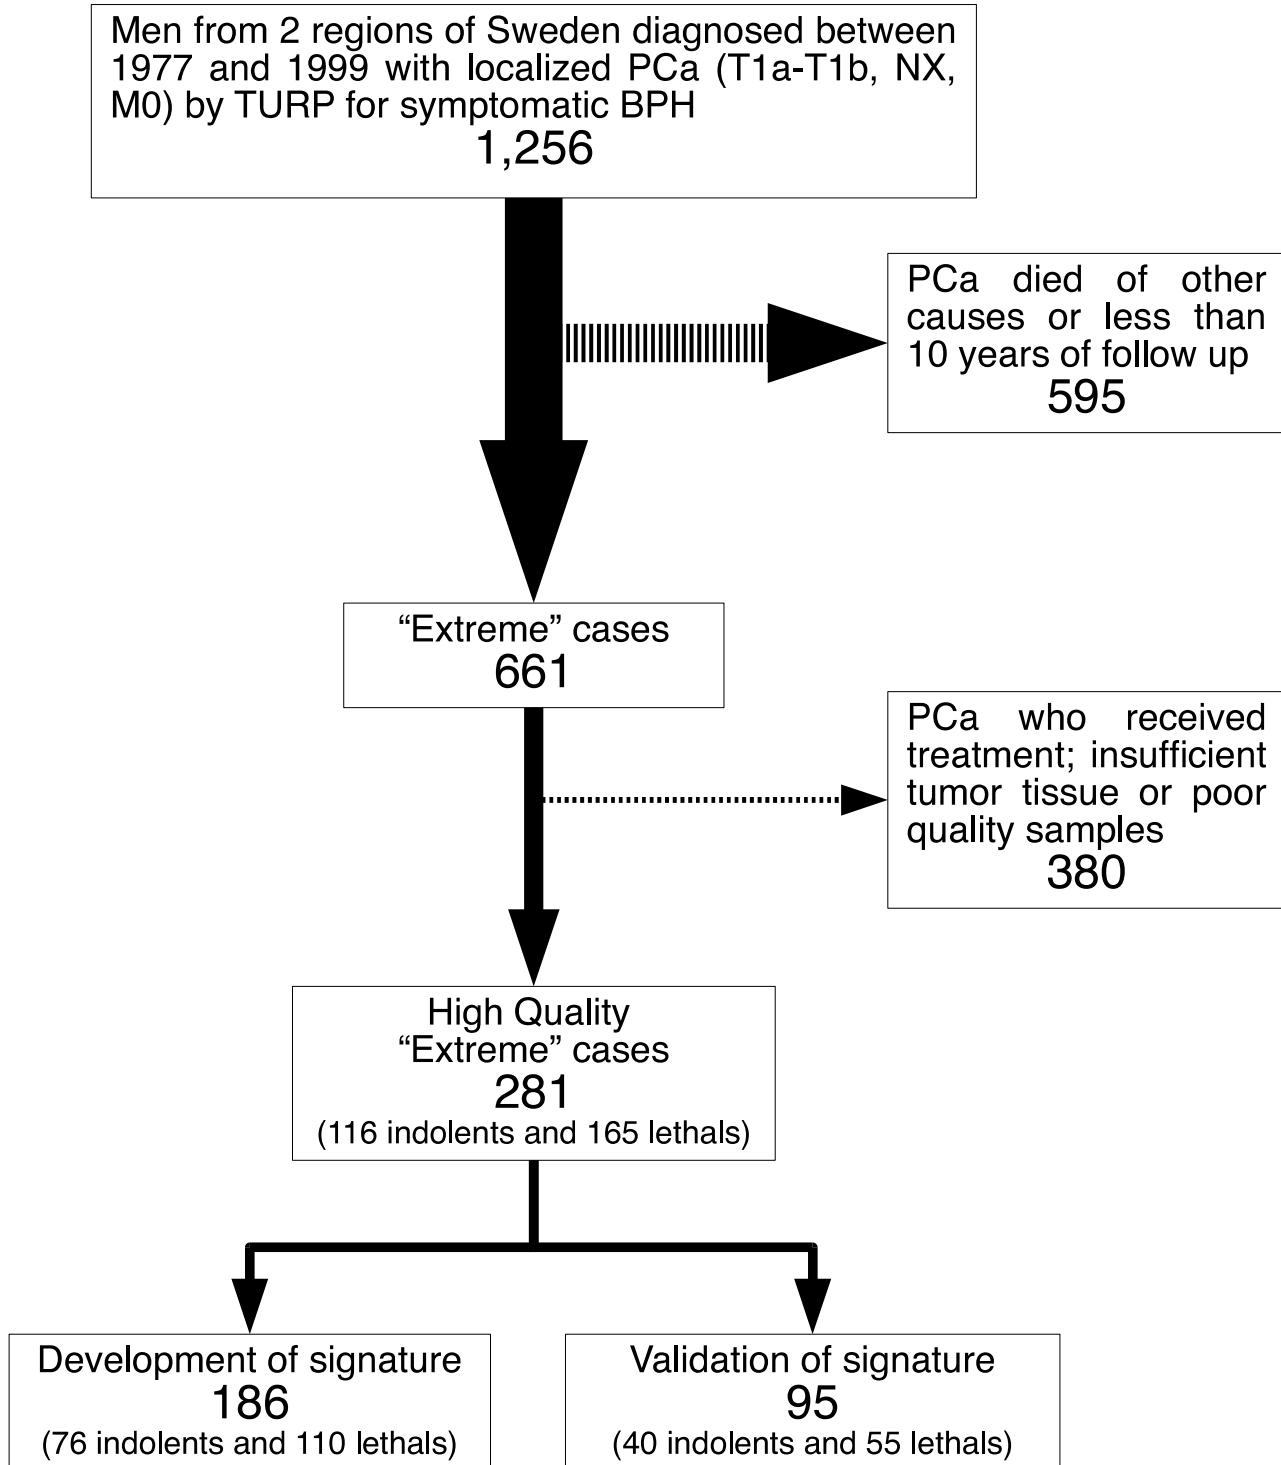 Men from 2 regions of Sweden diagnosed between
1977 and 1999 with localized PCa (T1a-T1b, NX,
M0) by TURP for symptomatic BPH
1,256
PCa died of other
causes or less than
10 years of follow up
595
“Extreme” cases
661
PCa who received
treatment; insufficient
tumor tissue or poor
quality samples
380
High Quality
“Extreme” cases
281
(116 indolents and 165 lethals)
Development of signature
186
(76 indolents and 110 lethals)
Validation of signature
95
(40 indolents and 55 lethals)